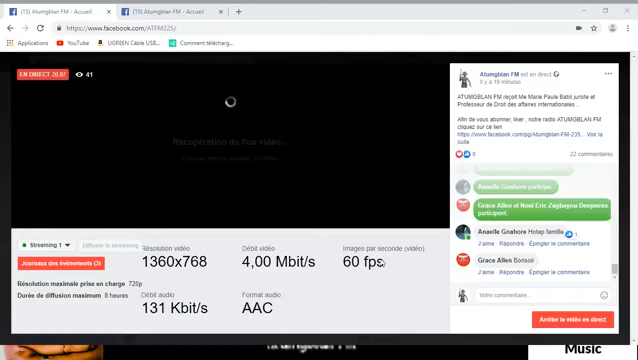 (15) Atumgblan FM - Accueil
(15) Atumgblan FM - Accueil
https://www.facebook.com/ATFM225/
Applications
YouTube
UGREEN Câble USB...
Comment télécharg...
EN DIRECT 20,97
41
Récupération du flux vidéo...
Atumgblan FM est en direct
Il y a 19 minutes
ATUMGBLAN FM reçoit Me Marie Paule Batili juriste et
Professeur de Droit des affaires internationales .
Afin de vous abonner, liker , notre radio ATUMGBLAN FM
cliquez sur ce lien
https://www.facebook.com/pg/Atumgblan-FM-235... Voir la
suite
8
22 commentaires
Anaelle Gnahore participe.
Grace Allen et Noel Eric Zagbayou Deepness
participent.
Anaelle Gnahore Hotep famille
1
J'aime · Répondre · Épingler le commentaire
Grace Allen Bonsoir
J'aime · Répondre · Épingler le commentaire
Votre commentaire...
Arrêter la vidéo en direct
Streaming 1
Diffuser le streaming
Journaux des événements (3)
Résolution maximale prise en charge 720p
Durée de diffusion maximum 8 heures
Résolution vidéo
1360x768
Débit vidéo
4,00 Mbit/s
Images par seconde (vidéo)
60 fps
Débit audio
131 Kbit/s
Format audio
AAC
Music